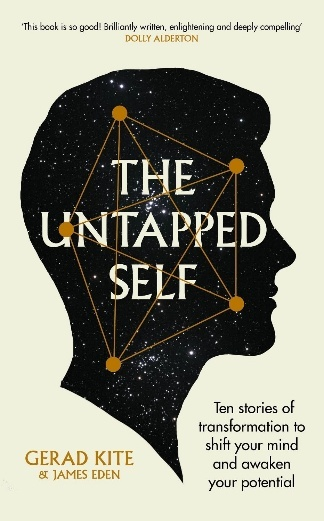 'This book is so good! Brilliantly written, enlightening and deeply compelling'
DOLLY ALDERTON
THE
UNTAPPED
SELF
Ten stories of
transformation to
shift your mind
and awaken
your potential
GERAD KITE
& JAMES EDEN